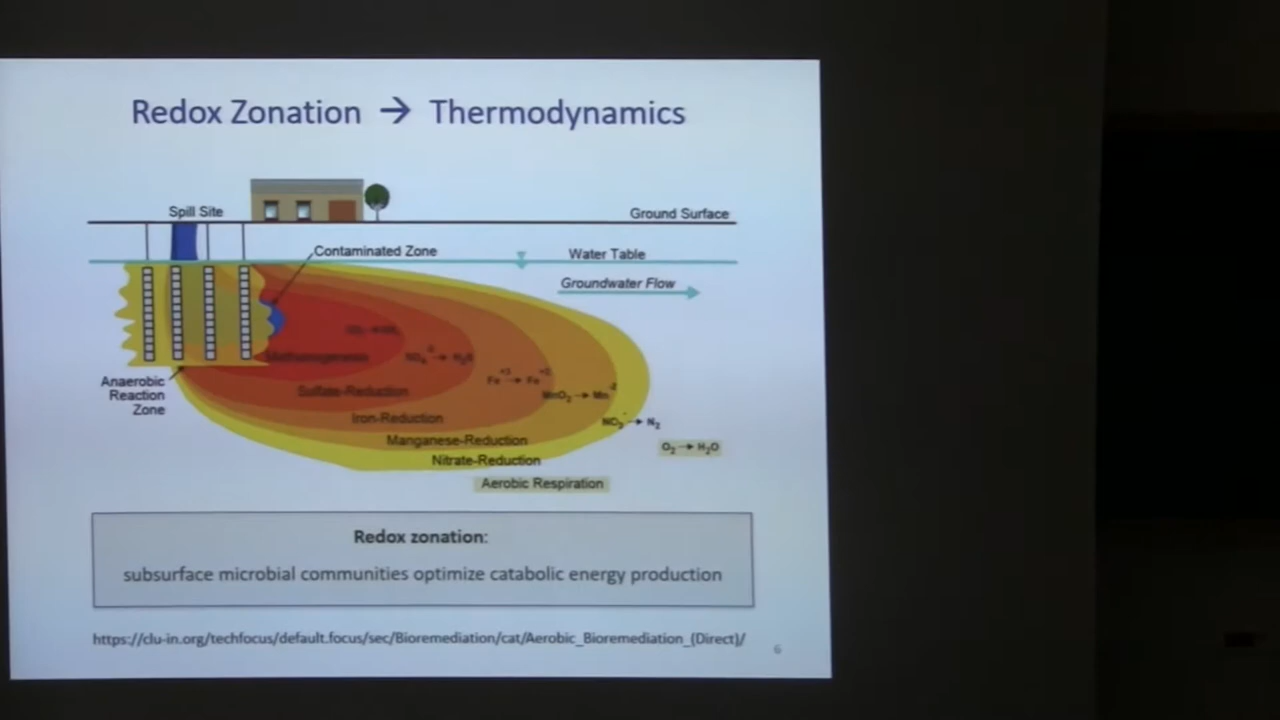 Redox Zonation → Thermodynamics
Spill Site
Ground Surface
Contaminated Zone
Water Table
Groundwater Flow
Methanogenesis
Anaerobic
Reaction
Zone
Sulfate-Reduction
Iron-Reduction
Manganese-Reduction
Nitrate-Reduction
Aerobic Respiration
Fe+3 → Fe+2
MnO2 → Mn
NO3- → N2
O2 → H2O
Redox zonation:
subsurface microbial communities optimize catabolic energy production
https://clu-in.org/techfocus/default.focus/sec/Bioremediation/cat/Aerobic_Bioremediation_(Direct)/
6